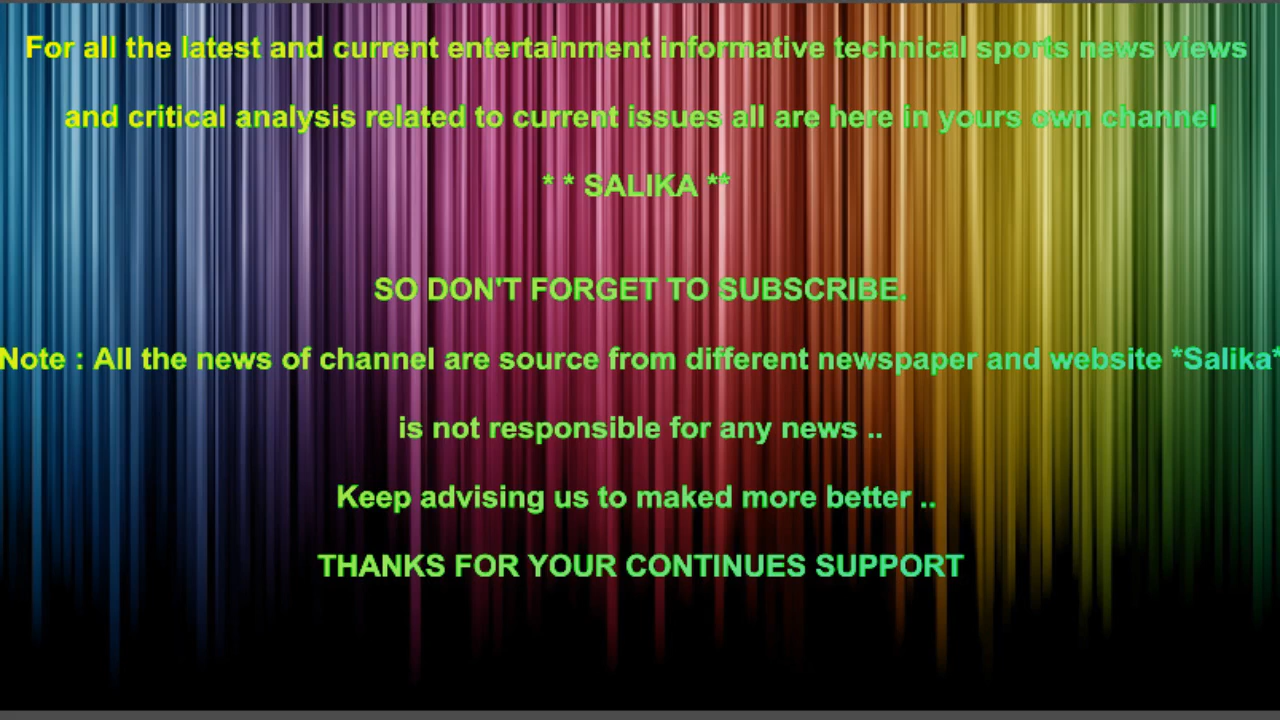 For all the latest and current entertainment informative technical sports news views
and critical analysis related to current issues all are here in yours own channel
* * SALIKA **
SO DON'T FORGET TO SUBSCRIBE.
Note : All the news of channel are source from different newspaper and website *Salika*
is not responsible for any news ..
Keep advising us to maked more better ..
THANKS FOR YOUR CONTINUES SUPPORT